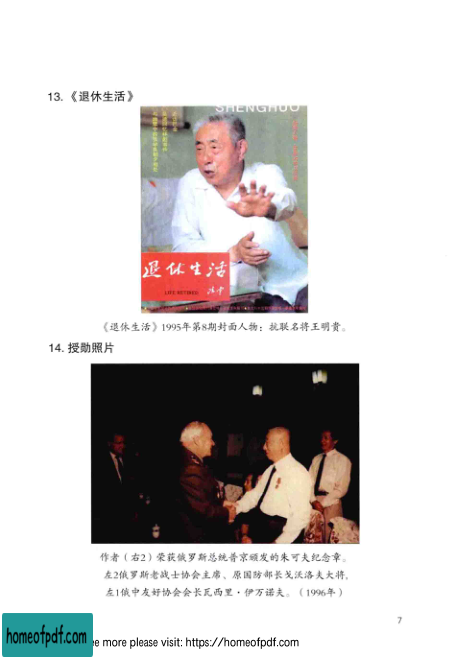 13. 《退休生活》
SHENGHUO
退休生活
LIFE RETIREES
《退休生活》1995年第8期封面人物：抗联名将王明贵。
14. 授勋照片
作者（右2）荣获俄罗斯总统普京颁发的朱可夫纪念章。
左2俄罗斯老战士协会主席、原国防部长戈沃洛夫大将，
左1俄中友好协会会长瓦西里·伊万诺夫。（1996年）
7
homeofpdf.com
ee more please visit: https://homeofpdf.com